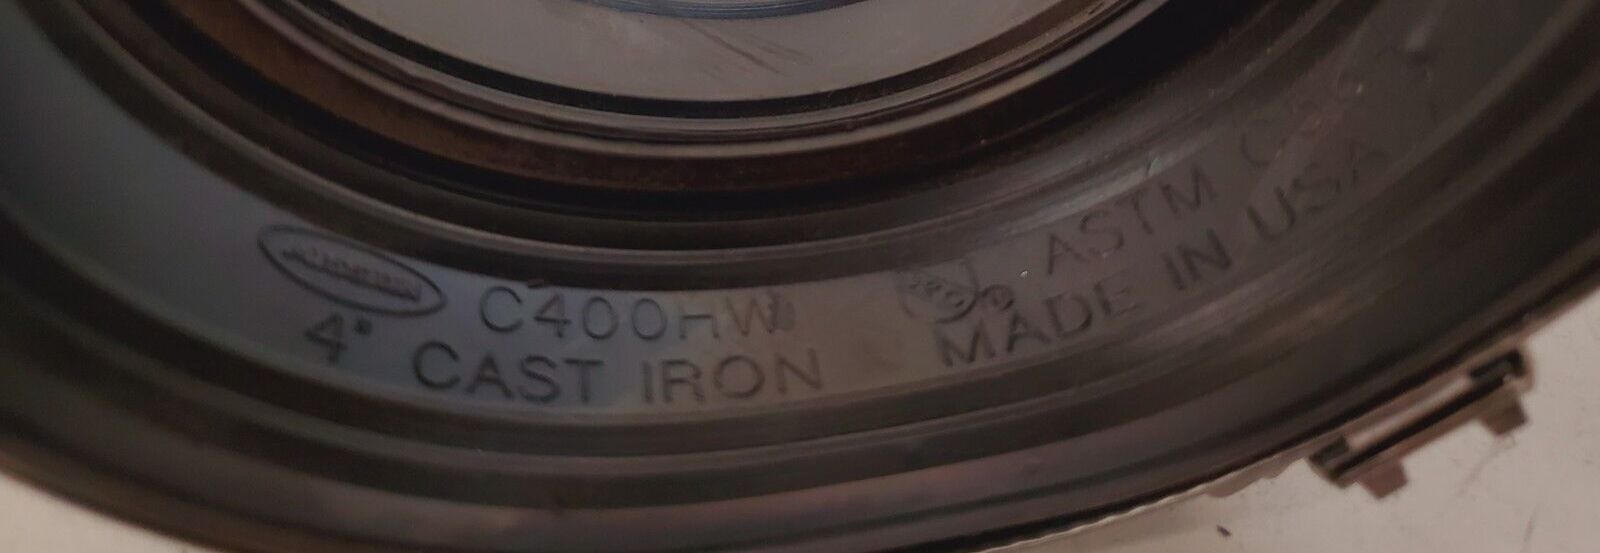 C400HW
4" CAST IRON
ASTM
MADE IN USA